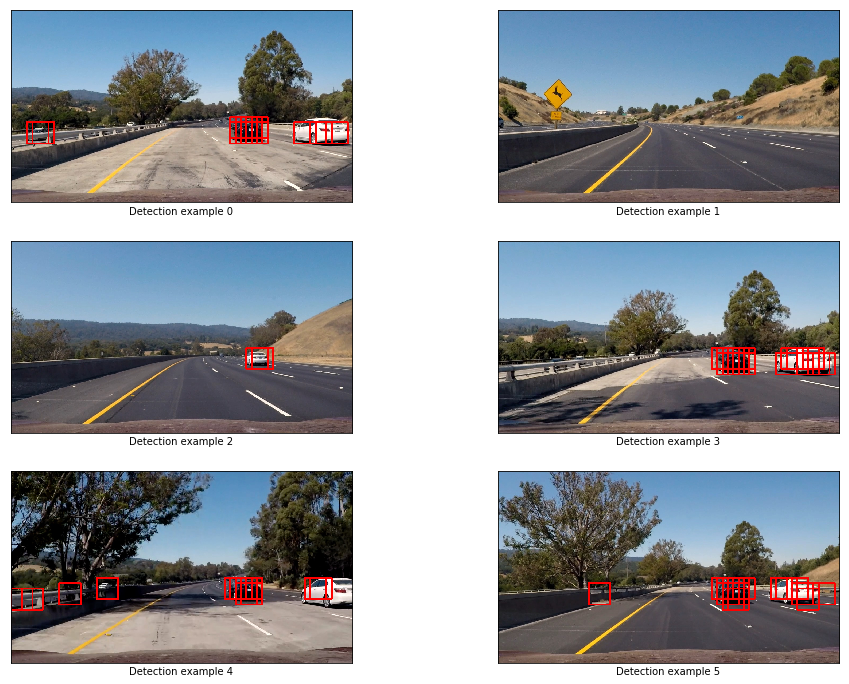 Detection example 0
Detection example 1
Detection example 2
Detection example 3
Detection example 4
Detection example 5